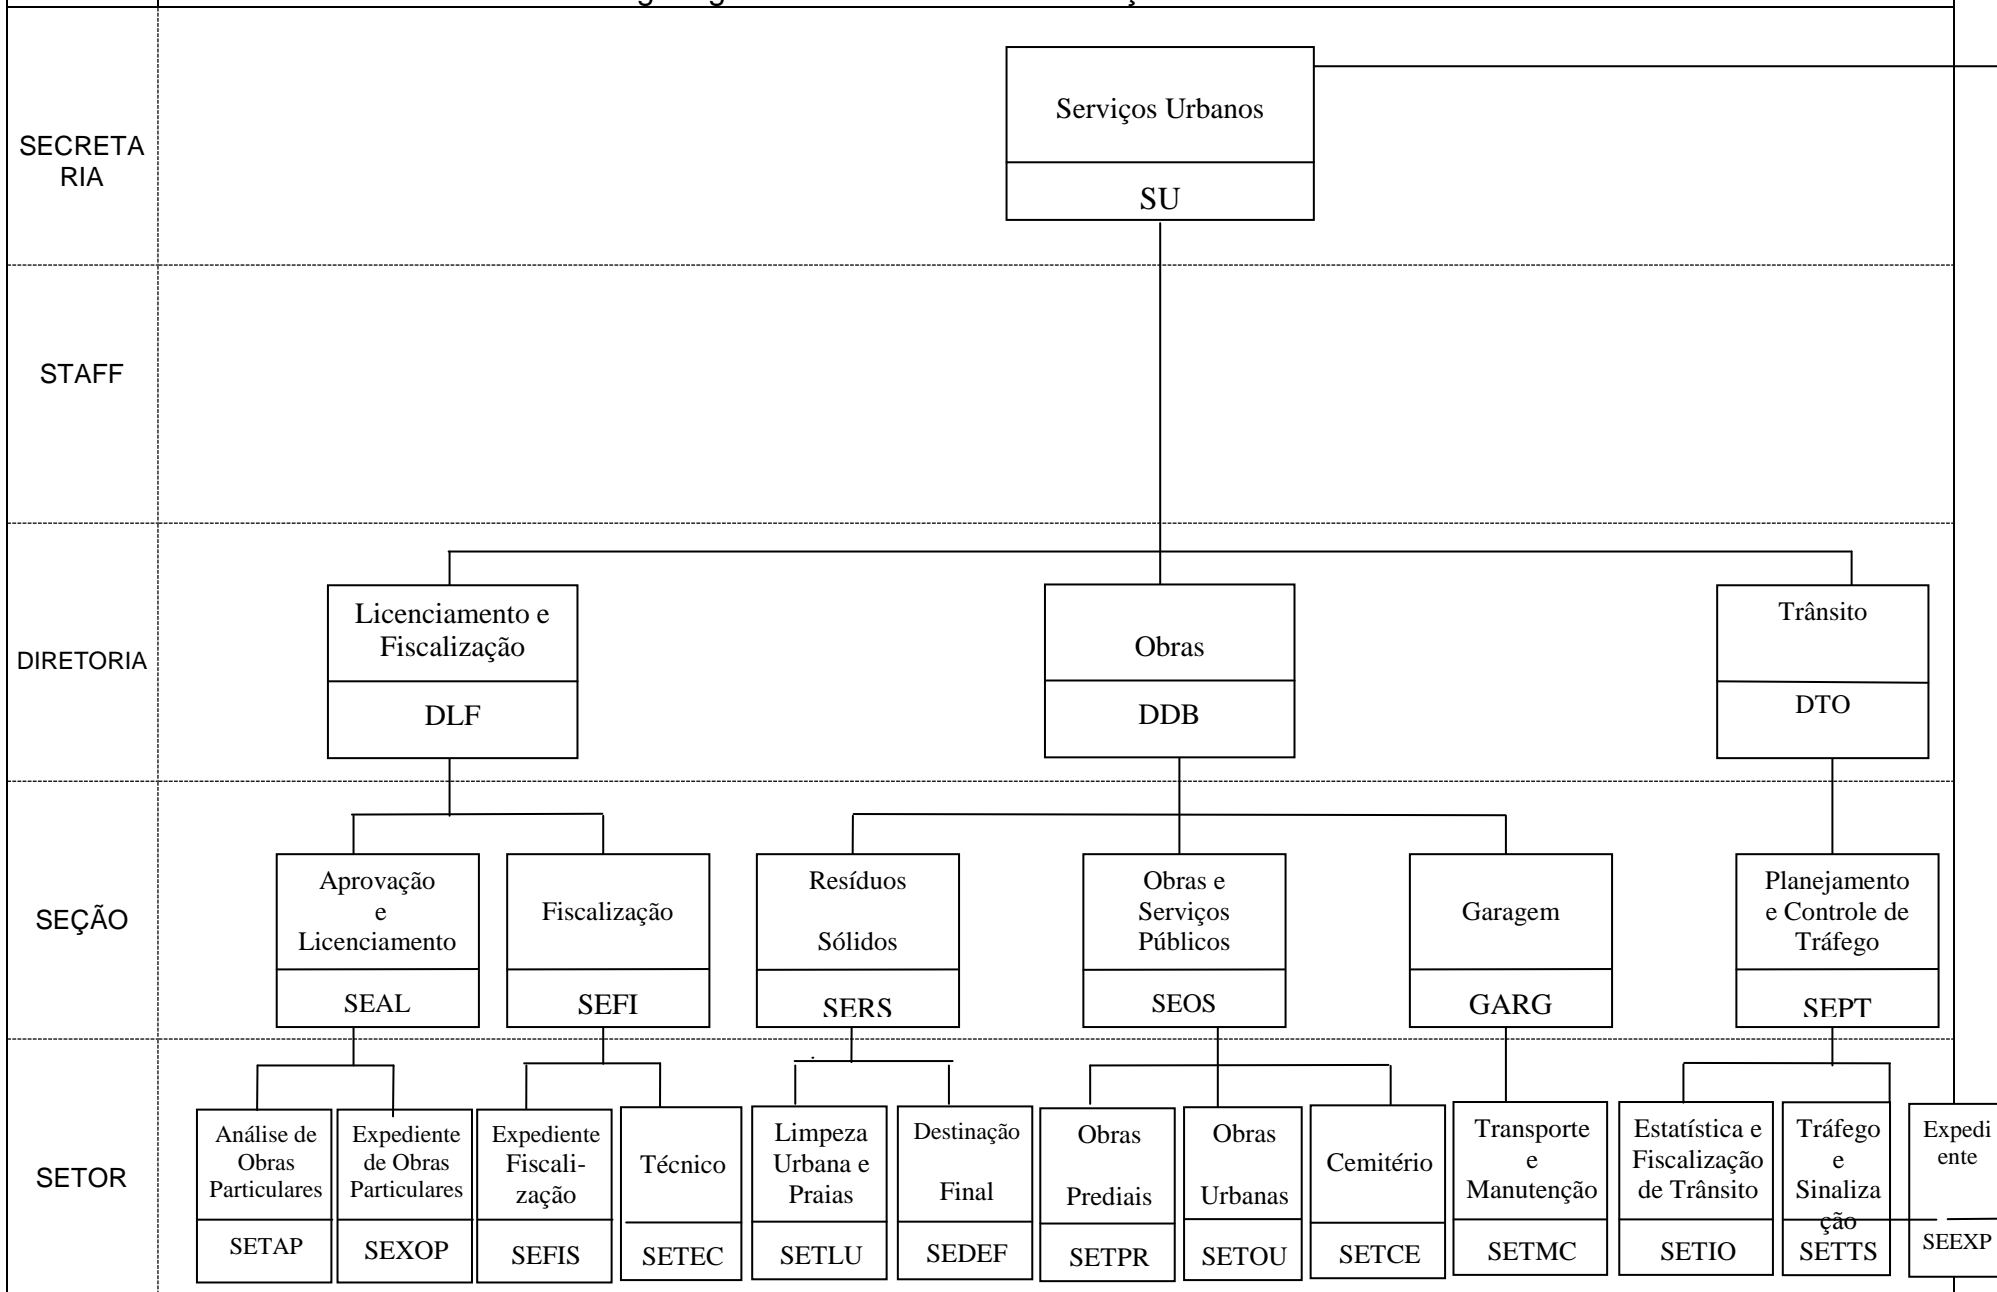 SECRETA
RIA
Serviços Urbanos
SU
STAFF
DIRETORIA
Licenciamento e
Fiscalização
DLF
Obras
DDB
Trânsito
DTO
SEÇÃO
Aprovação
e
Licenciamento
SEAL
Fiscalização
SEFI
Resíduos
Sólidos
SERS
Obras e
Serviços
Públicos
SEOS
Garagem
GARG
Planejamento
e Controle de
Tráfego
SEPT
SETOR
Análise de
Obras
Particulares
SETAP
Expediente
de Obras
Particulares
SEXOP
Expediente
Fiscali-
zação
SEFIS
Técnico
SETEC
Limpeza
Urbana e
Praias
SETLU
Destinação
Final
SEDEF
Obras
Prediais
SETPR
Obras
Urbanas
SETOU
Cemitério
SETCE
Transporte
e
Manutenção
SETMC
Estatística e
Fiscalização
de Trânsito
SETIO
Tráfego
e
Sinaliza
ção
SETTS
Expedi
ente
SEEXP